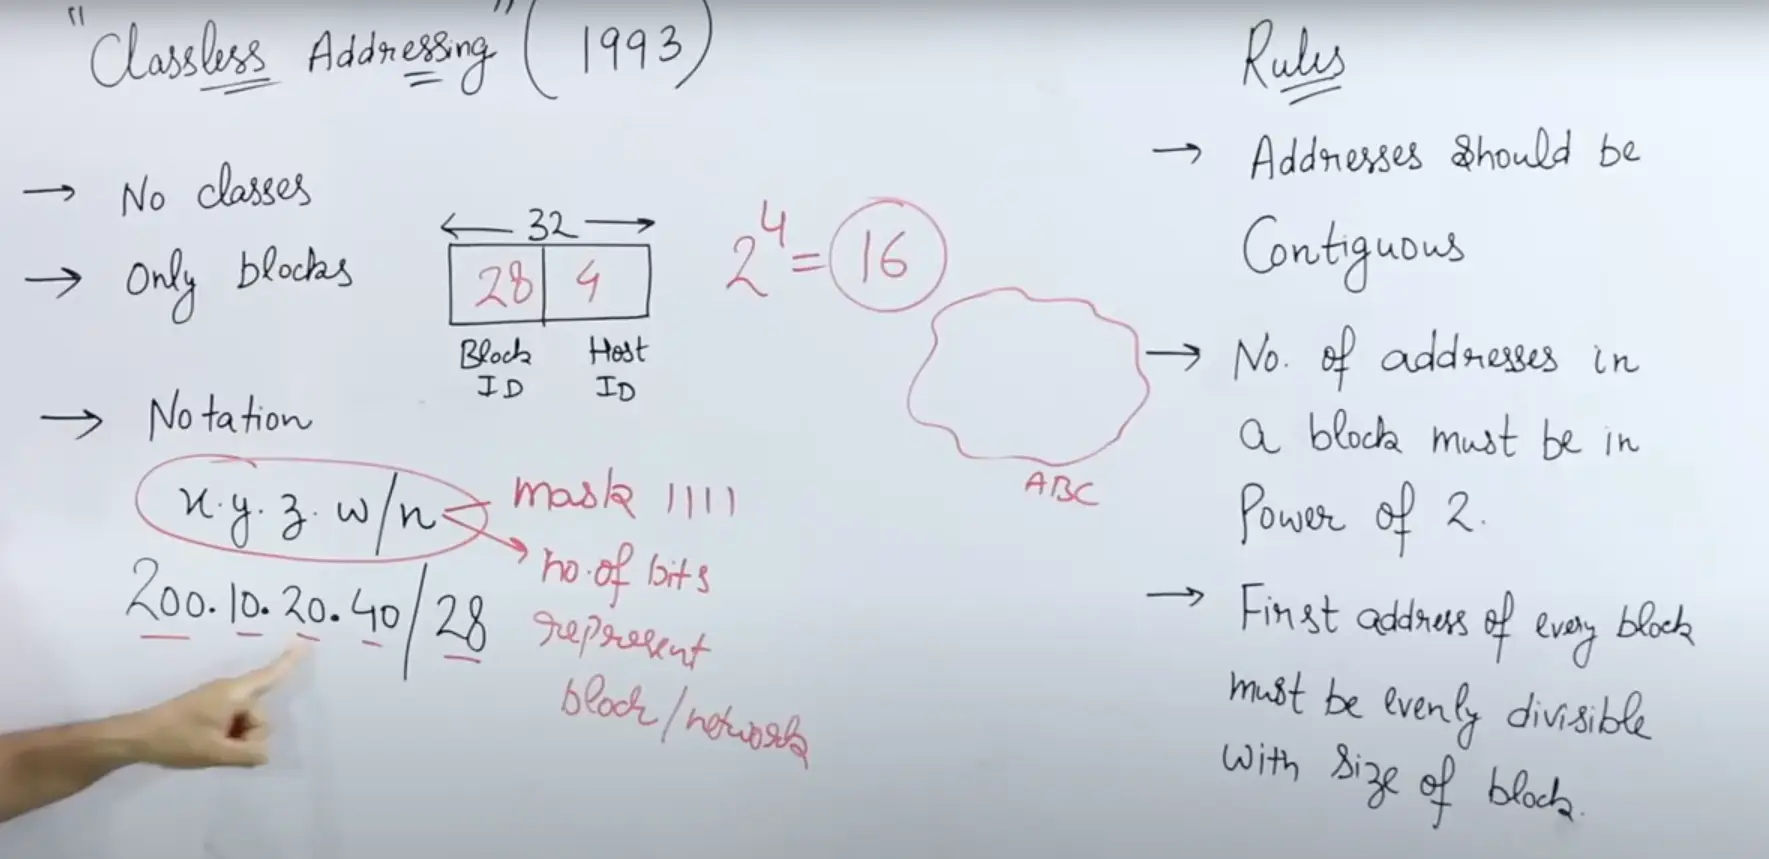 "Classless Addressing" (1993)
→ No classes
→ Only blocks
← 32 →
28 4
Block ID
Host ID
2⁴ = 16
→ Notation
x.y.z.w/n
mask 1111
no. of bits
represent
block/network
200.10.20.40/28
ABC
Rules
→ Addresses should be
Contiguous
→ No. of addresses in
a block must be in
Power of 2.
→ First address of every block
must be evenly divisible
with size of block.